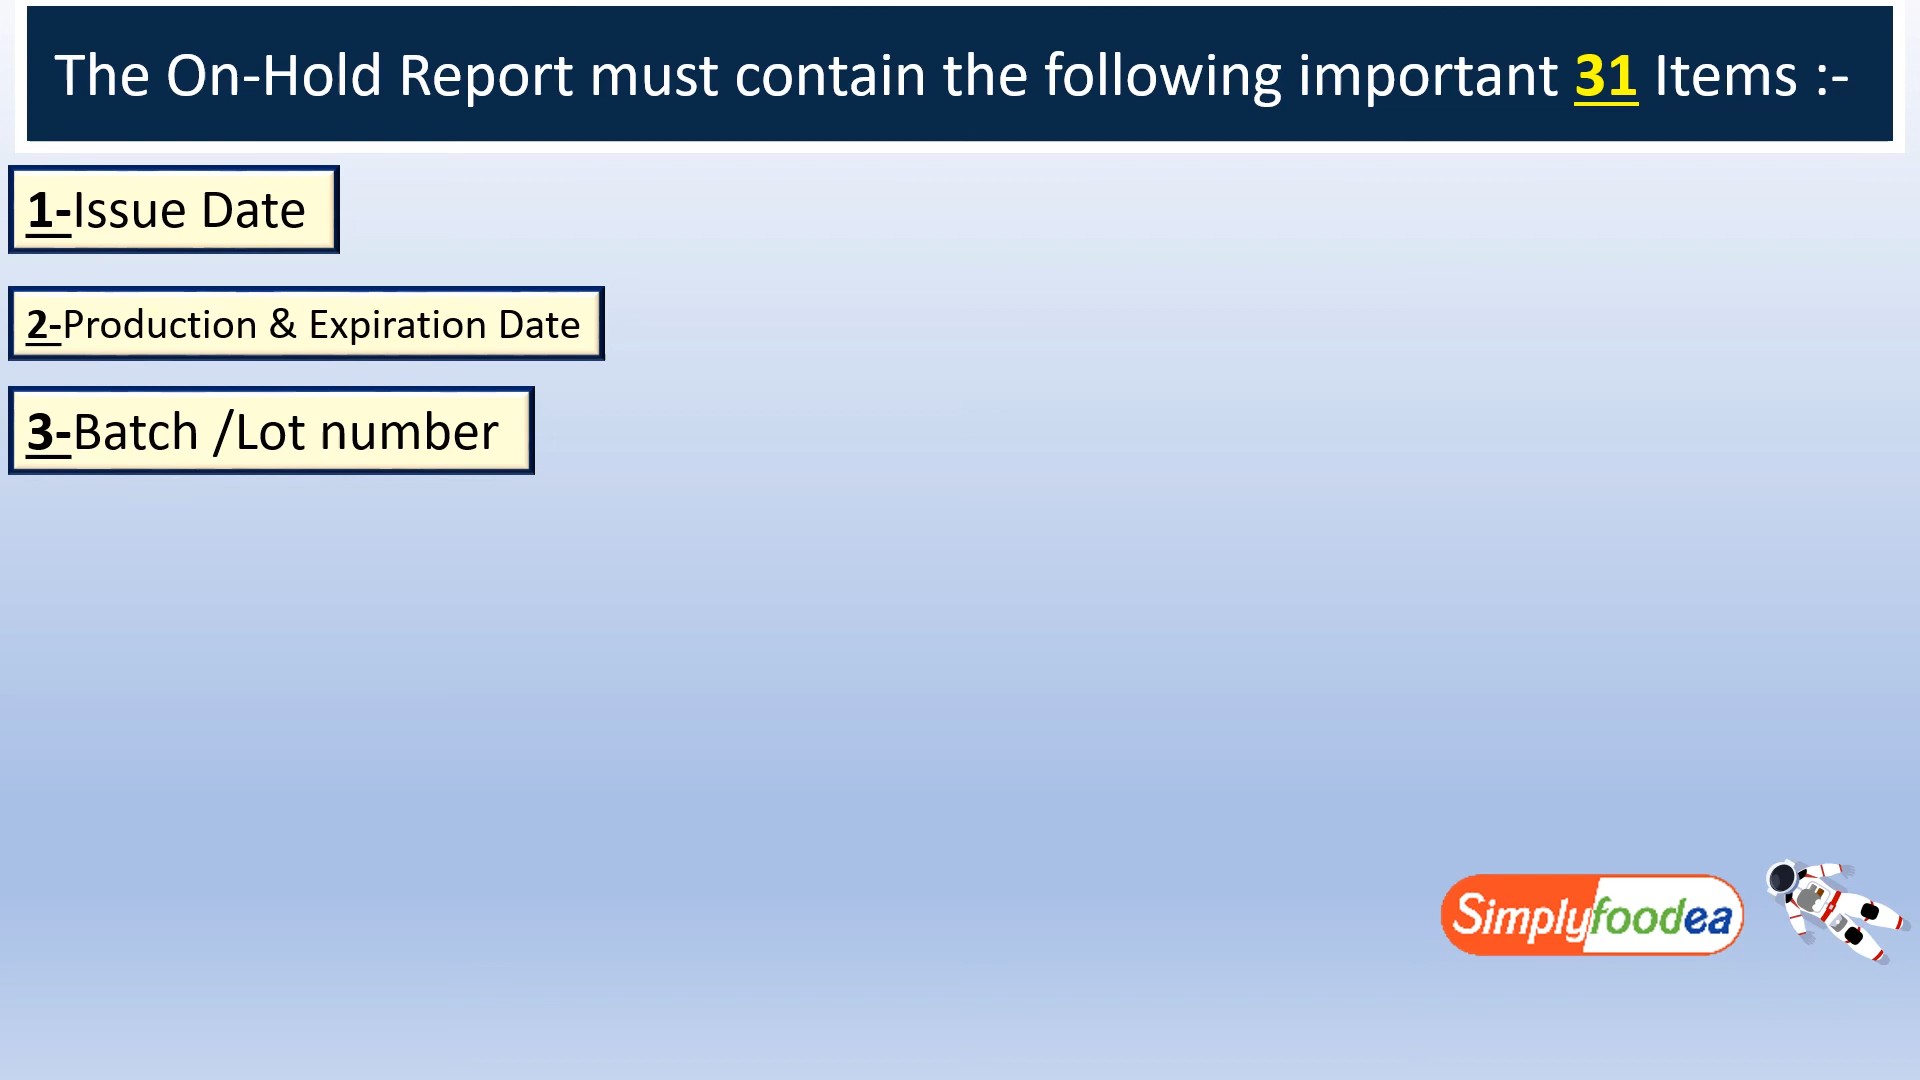 The On-Hold Report must contain the following important 31 Items :-
1-Issue Date
2-Production & Expiration Date
3-Batch /Lot number
Simplyfoodea